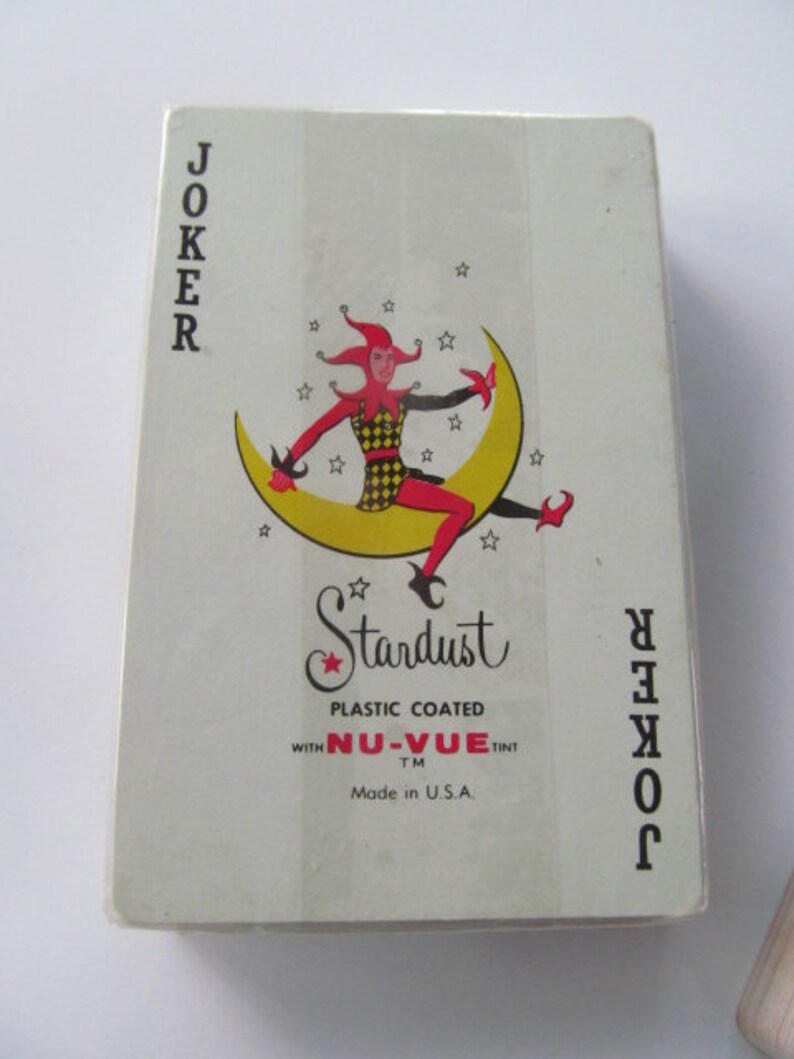 JOKER
Stardust
PLASTIC COATED
WITH NU-VUE TINT
TM
Made in U.S.A.
JOKER